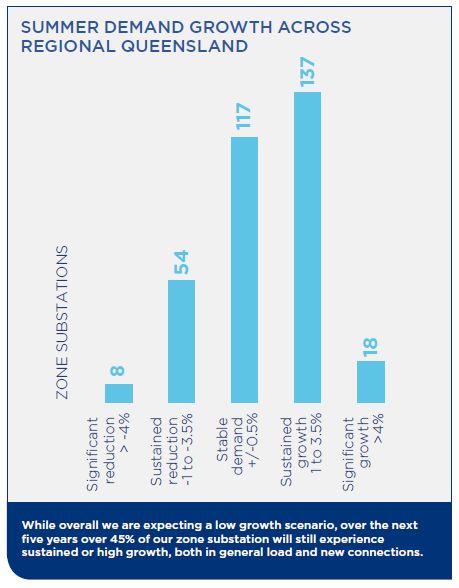 SUMMER DEMAND GROWTH ACROSS
REGIONAL QUEENSLAND
ZONE SUBSTATIONS
8
54
117
137
18
Significant
reduction
> -4%
Sustained
reduction
-1 to -3.5%
Stable
demand
+/-0.5%
Sustained
growth
1 to 3.5%
Significant
growth
>4%
While overall we are expecting a low growth scenario, over the next
five years over 45% of our zone substation will still experience
sustained or high growth, both in general load and new connections.